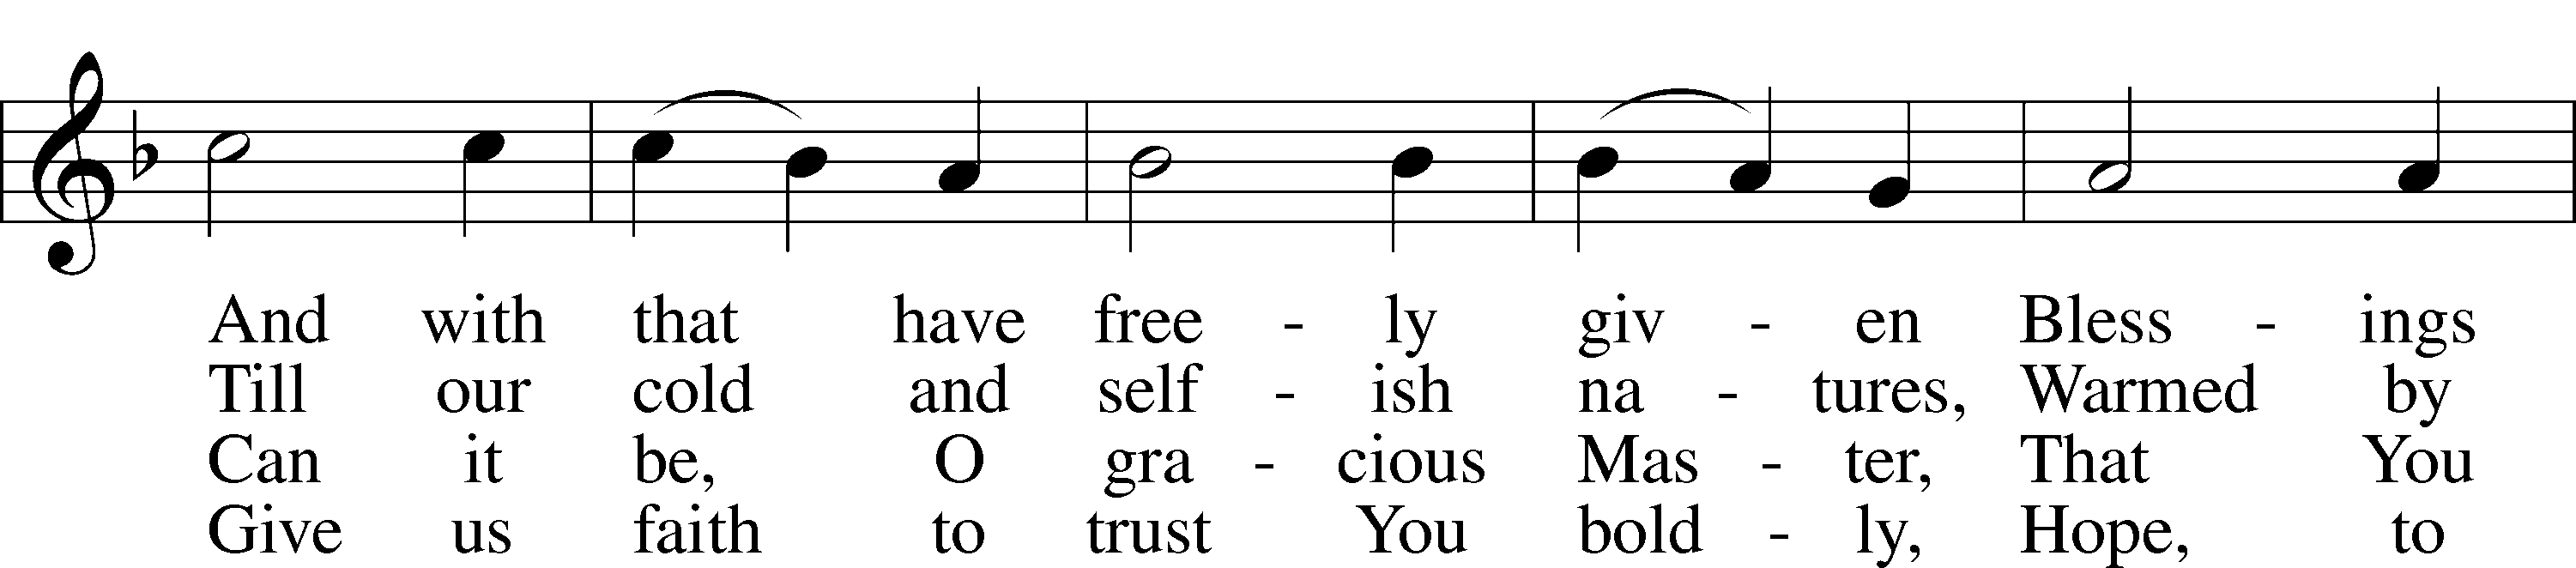 And with that have free - ly giv - en Bless - ings
Till our cold and self - ish na - tures, Warmed by
Can it be, O gra - cious Mas - ter, That You
Give us faith to trust You bold - ly, Hope, to